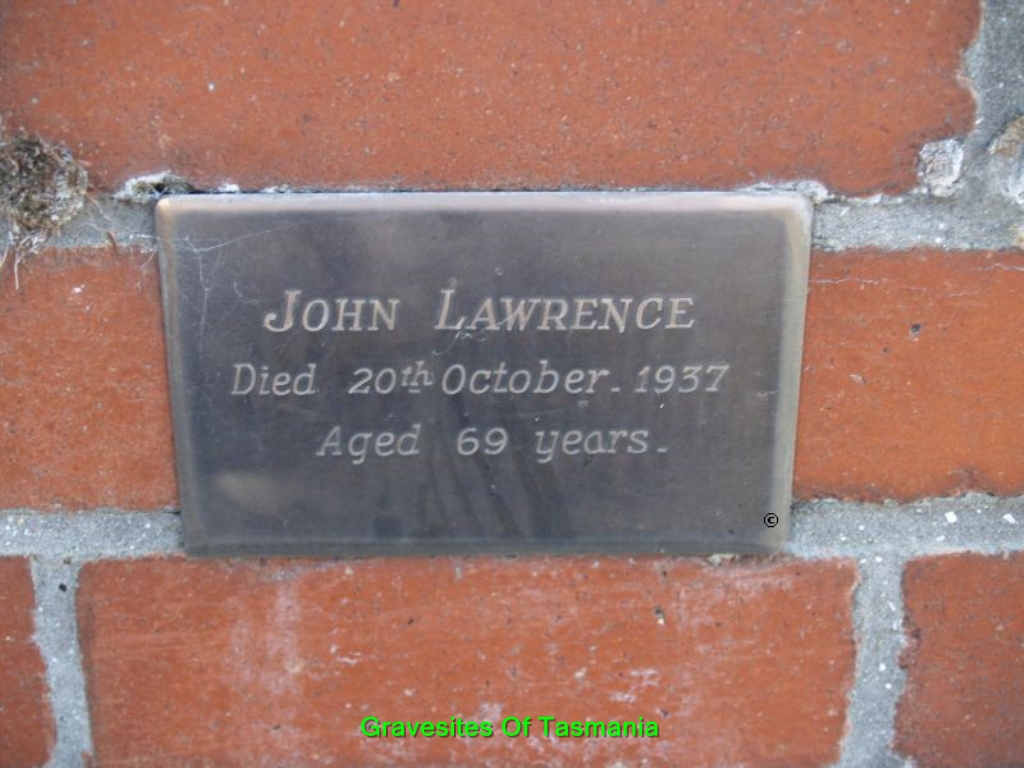 JOHN LAWRENCE
Died 20th October. 1937
Aged 69 years.
©
Gravesites Of Tasmania